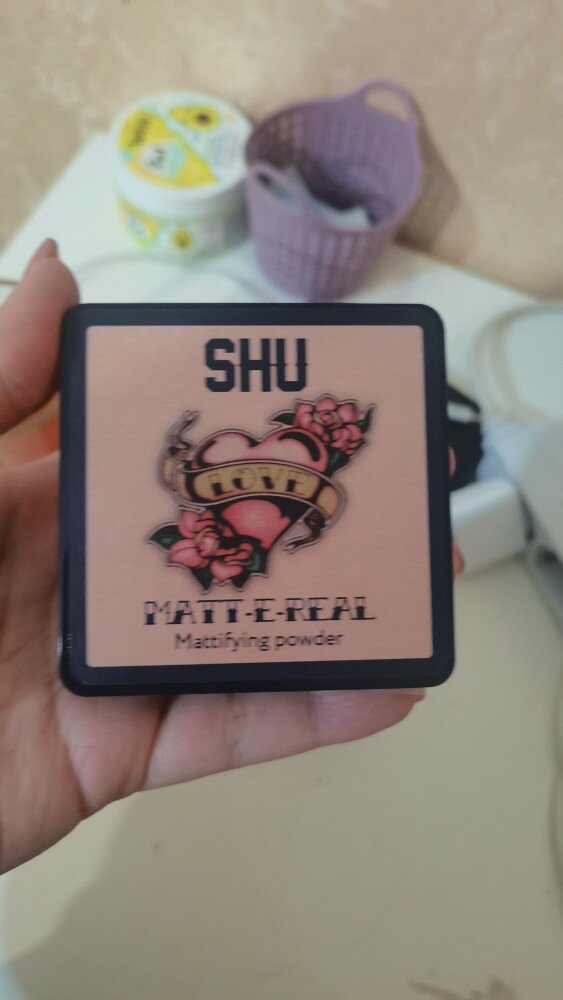 SHU
LOVE
MATT-E-REAL
Mattifying powder